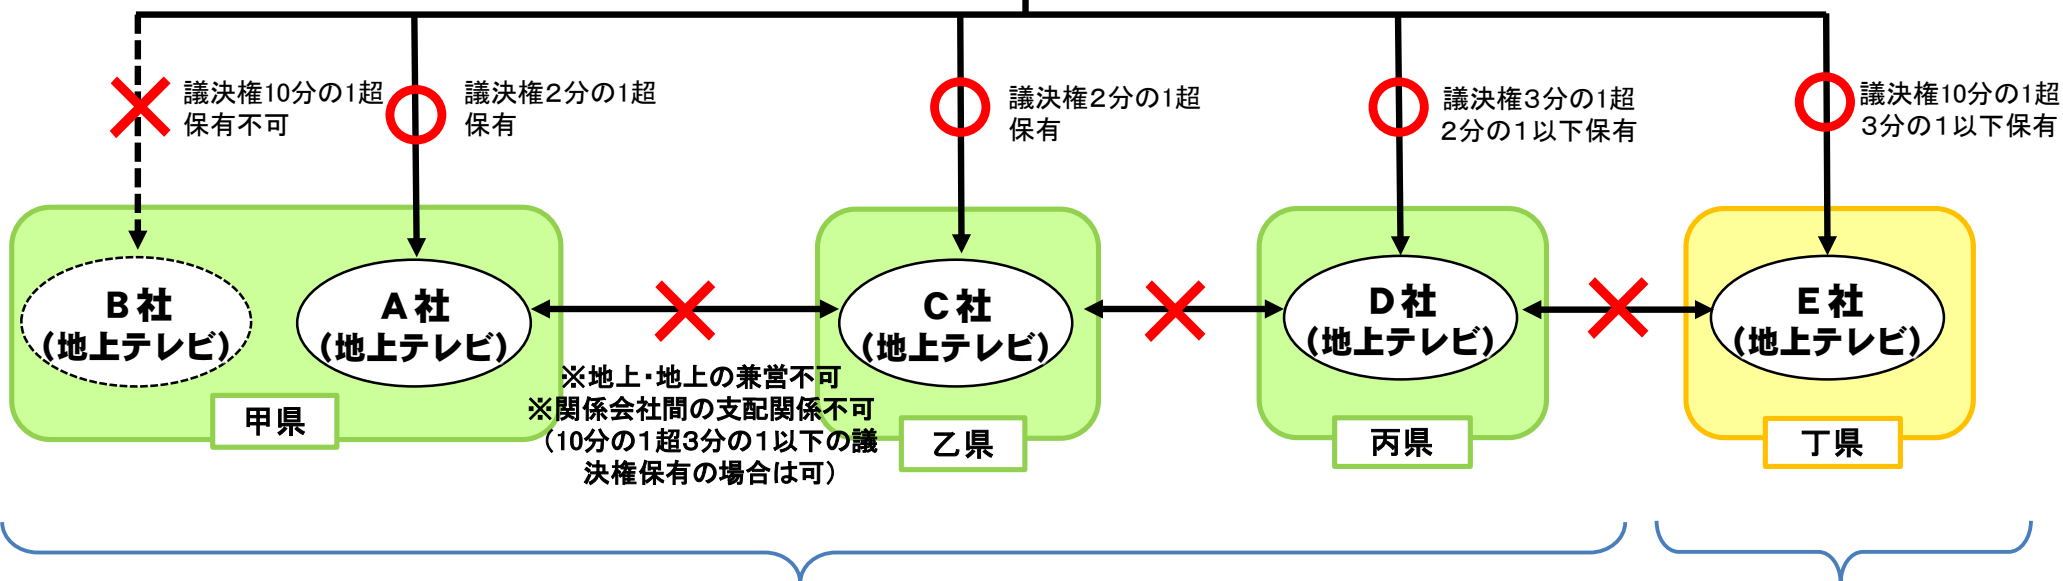 議決権10分の1超
保有不可
議決権２分の1超
保有
議決権２分の1超
保有
議決権３分の1超
２分の１以下保有
議決権10分の1超
３分の１以下保有
Ｂ社
（地上テレビ）
Ａ社
（地上テレビ）
Ｃ社
（地上テレビ）
Ｄ社
（地上テレビ）
Ｅ社
（地上テレビ）
※地上・地上の兼営不可
※関係会社間の支配関係不可
（10分の１超3分の１以下の議
決権保有の場合は可）
甲県
乙県
丙県
丁県